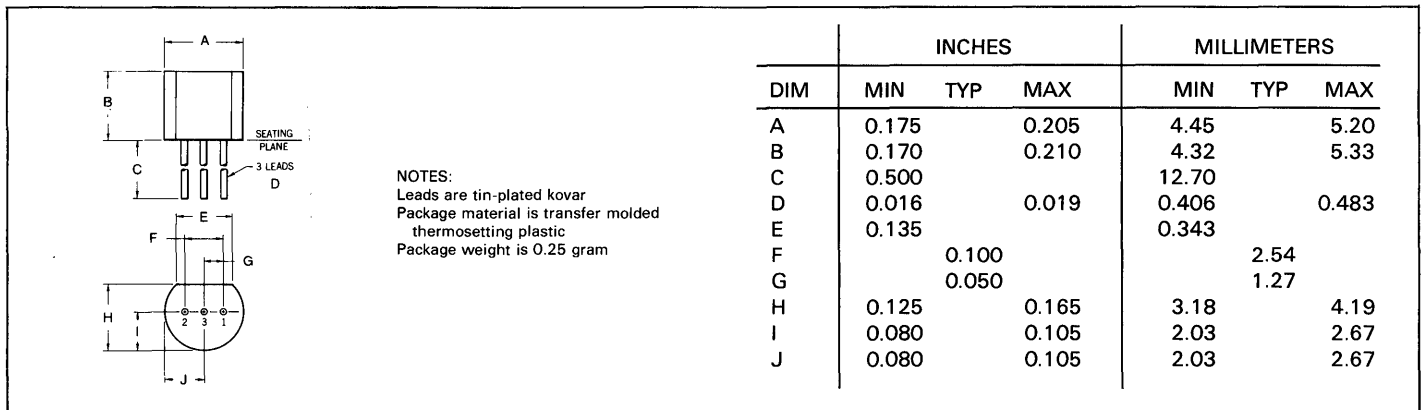 A
B
SEATING
PLANE
C
3 LEADS
D
E
F
G
H
I
2 3 1
J
NOTES:
Leads are tin-plated kovar
Package material is transfer molded
thermosetting plastic
Package weight is 0.25 gram
INCHES MILLIMETERS
DIM MIN TYP MAX MIN TYP MAX
A 0.175 0.205 4.45 5.20
B 0.170 0.210 4.32 5.33
C 0.500 12.70
D 0.016 0.019 0.406 0.483
E 0.135 0.343
F 0.100 2.54
G 0.050 1.27
H 0.125 0.165 3.18 4.19
I 0.080 0.105 2.03 2.67
J 0.080 0.105 2.03 2.67